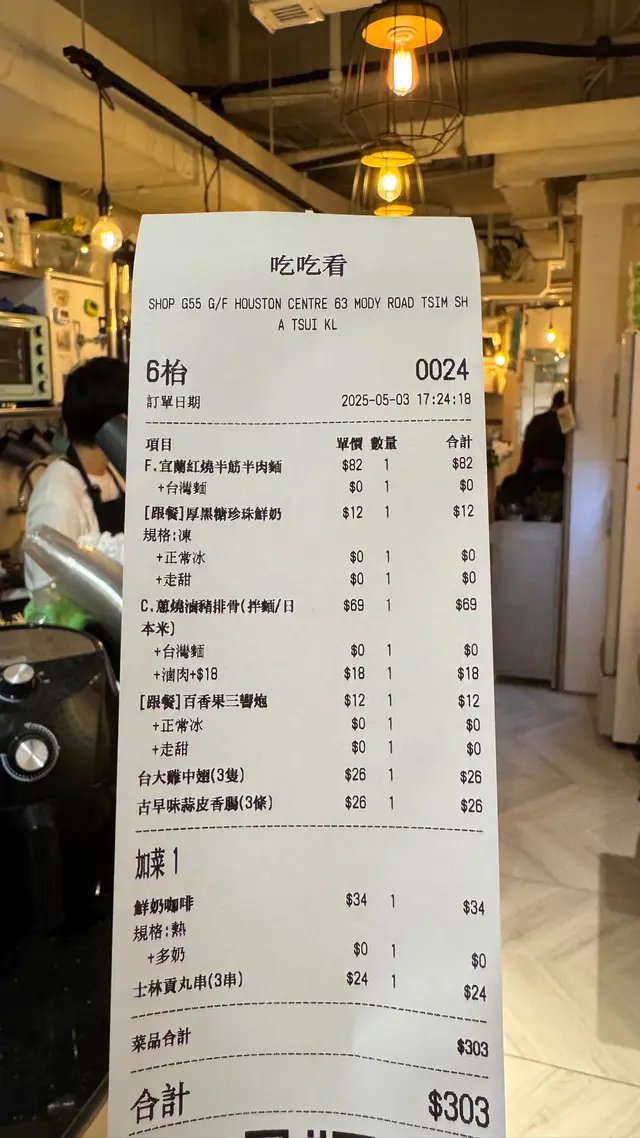 吃吃看
SHOP G55 G/F HOUSTON CENTRE 63 MODY ROAD TSIM SH
A TSUI KL
6枱 0024
訂單日期 2025-05-03 17:24:18
項目 單價 數量 合計
F.宜蘭紅燒半筋半肉麵 $82 1 $82
+台灣麵 $0 1 $0
[跟餐]厚黑糖珍珠鮮奶 $12 1 $12
規格:凍
+正常冰 $0 1 $0
+走甜 $0 1 $0
C.蔥燒滷豬排骨(拌麵/日 $69 1 $69
本米)
+台灣麵 $0 1 $0
+滷肉+$18 $18 1 $18
[跟餐]百香果三響炮 $12 1 $12
+正常冰 $0 1 $0
+走甜 $0 1 $0
台大雞中翅(3隻) $26 1 $26
古早味蒜皮香腸(3條) $26 1 $26
加菜 1
鮮奶咖啡 $34 1 $34
規格:熱
+多奶 $0 1 $0
士林貢丸串(3串) $24 1 $24
菜品合計 $303
合計 $303